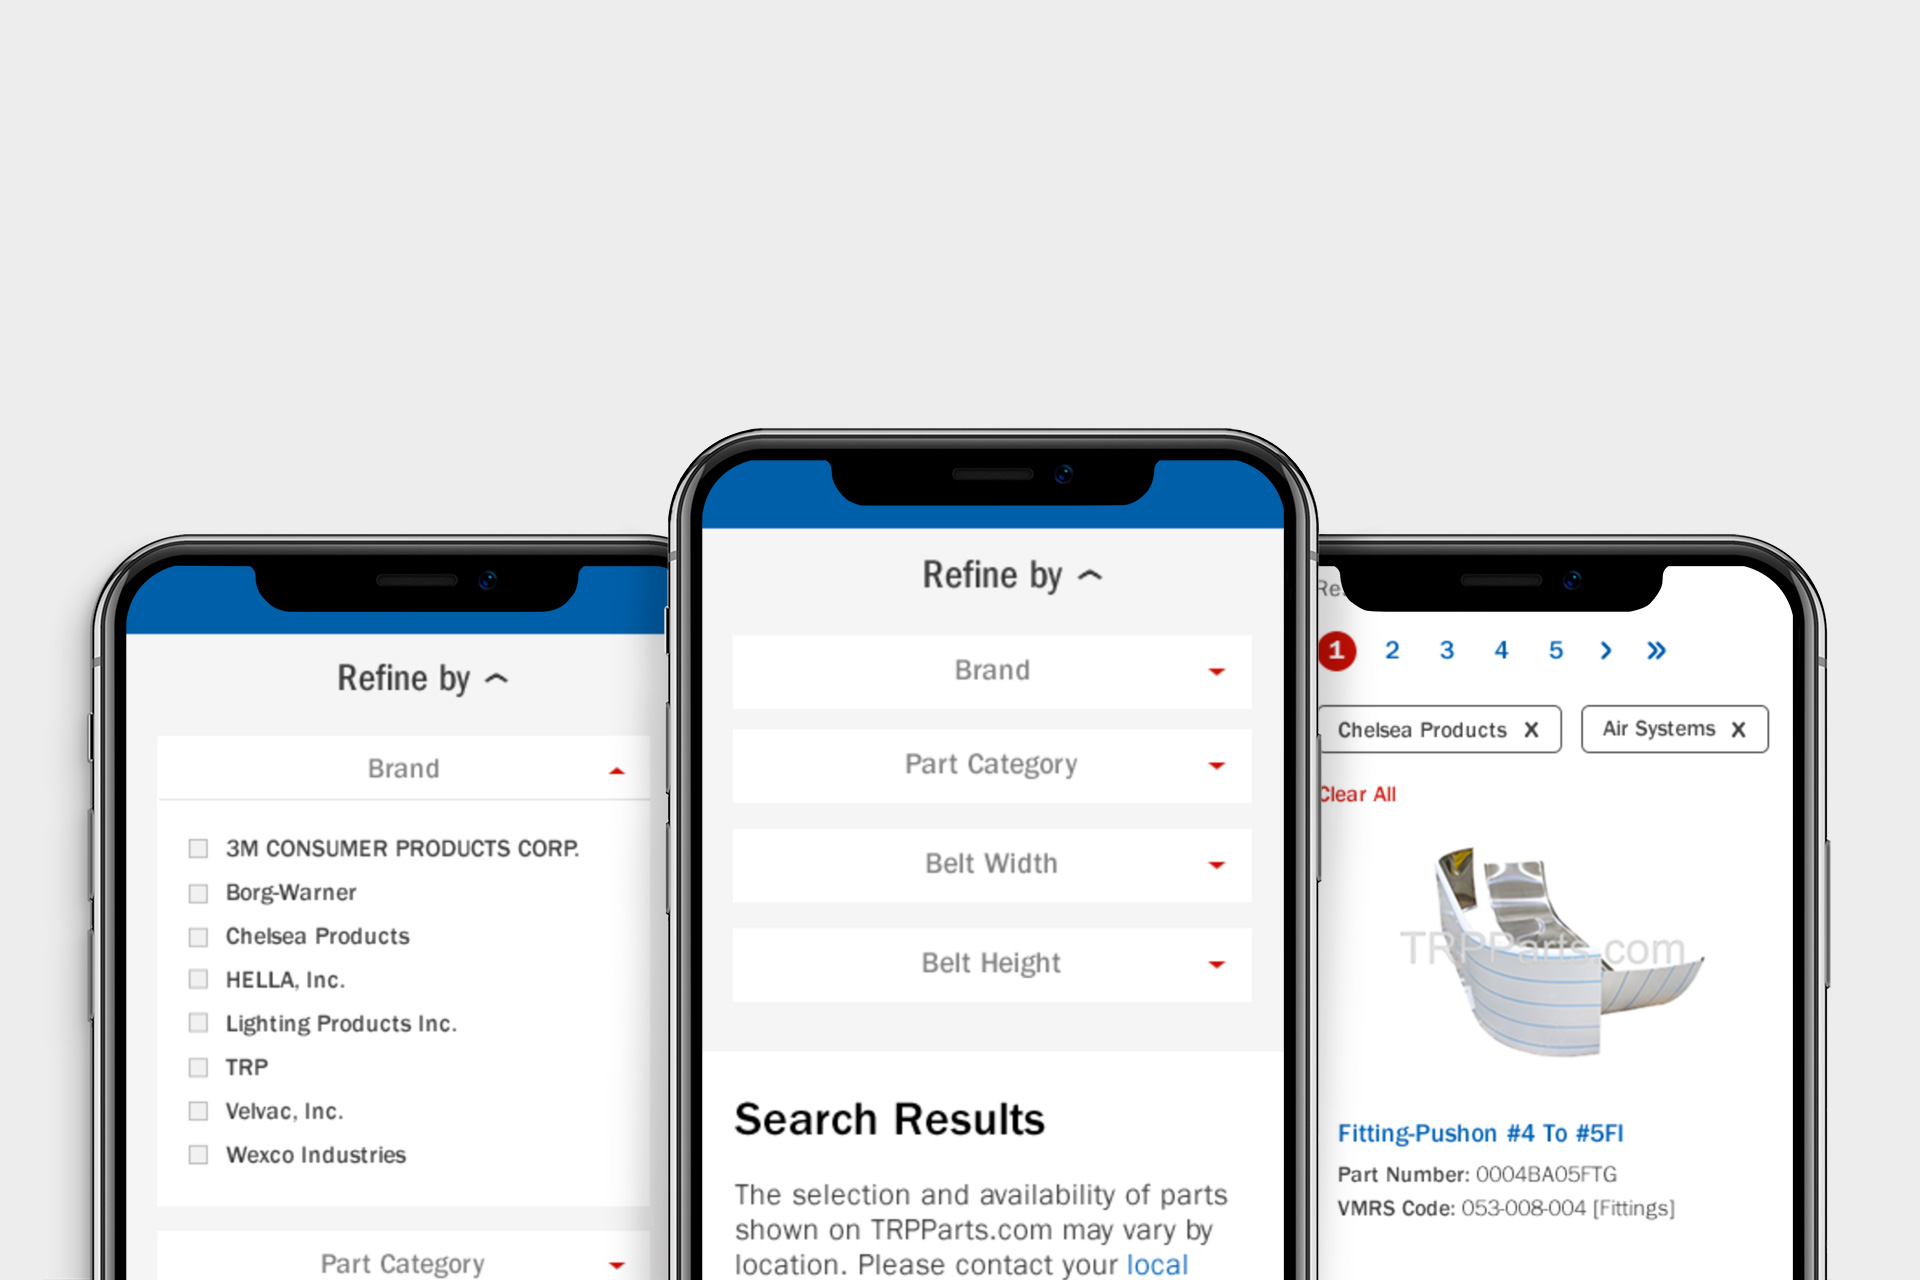 Refine by
Brand
3M CONSUMER PRODUCTS CORP.
Borg-Warner
Chelsea Products
HELLA, Inc.
Lighting Products Inc.
TRP
Velvac, Inc.
Wexco Industries
Part Category
Refine by
Brand
Part Category
Belt Width
Belt Height
Search Results
The selection and availability of parts
shown on TRPParts.com may vary by
location. Please contact your local
1 2 3 4 5 › »
Chelsea Products X Air Systems X
Clear All
TRPParts.com
Fitting-Pushon #4 To #5FI
Part Number: 0004BA05FTG
VMRS Code: 053-008-004 [Fittings]